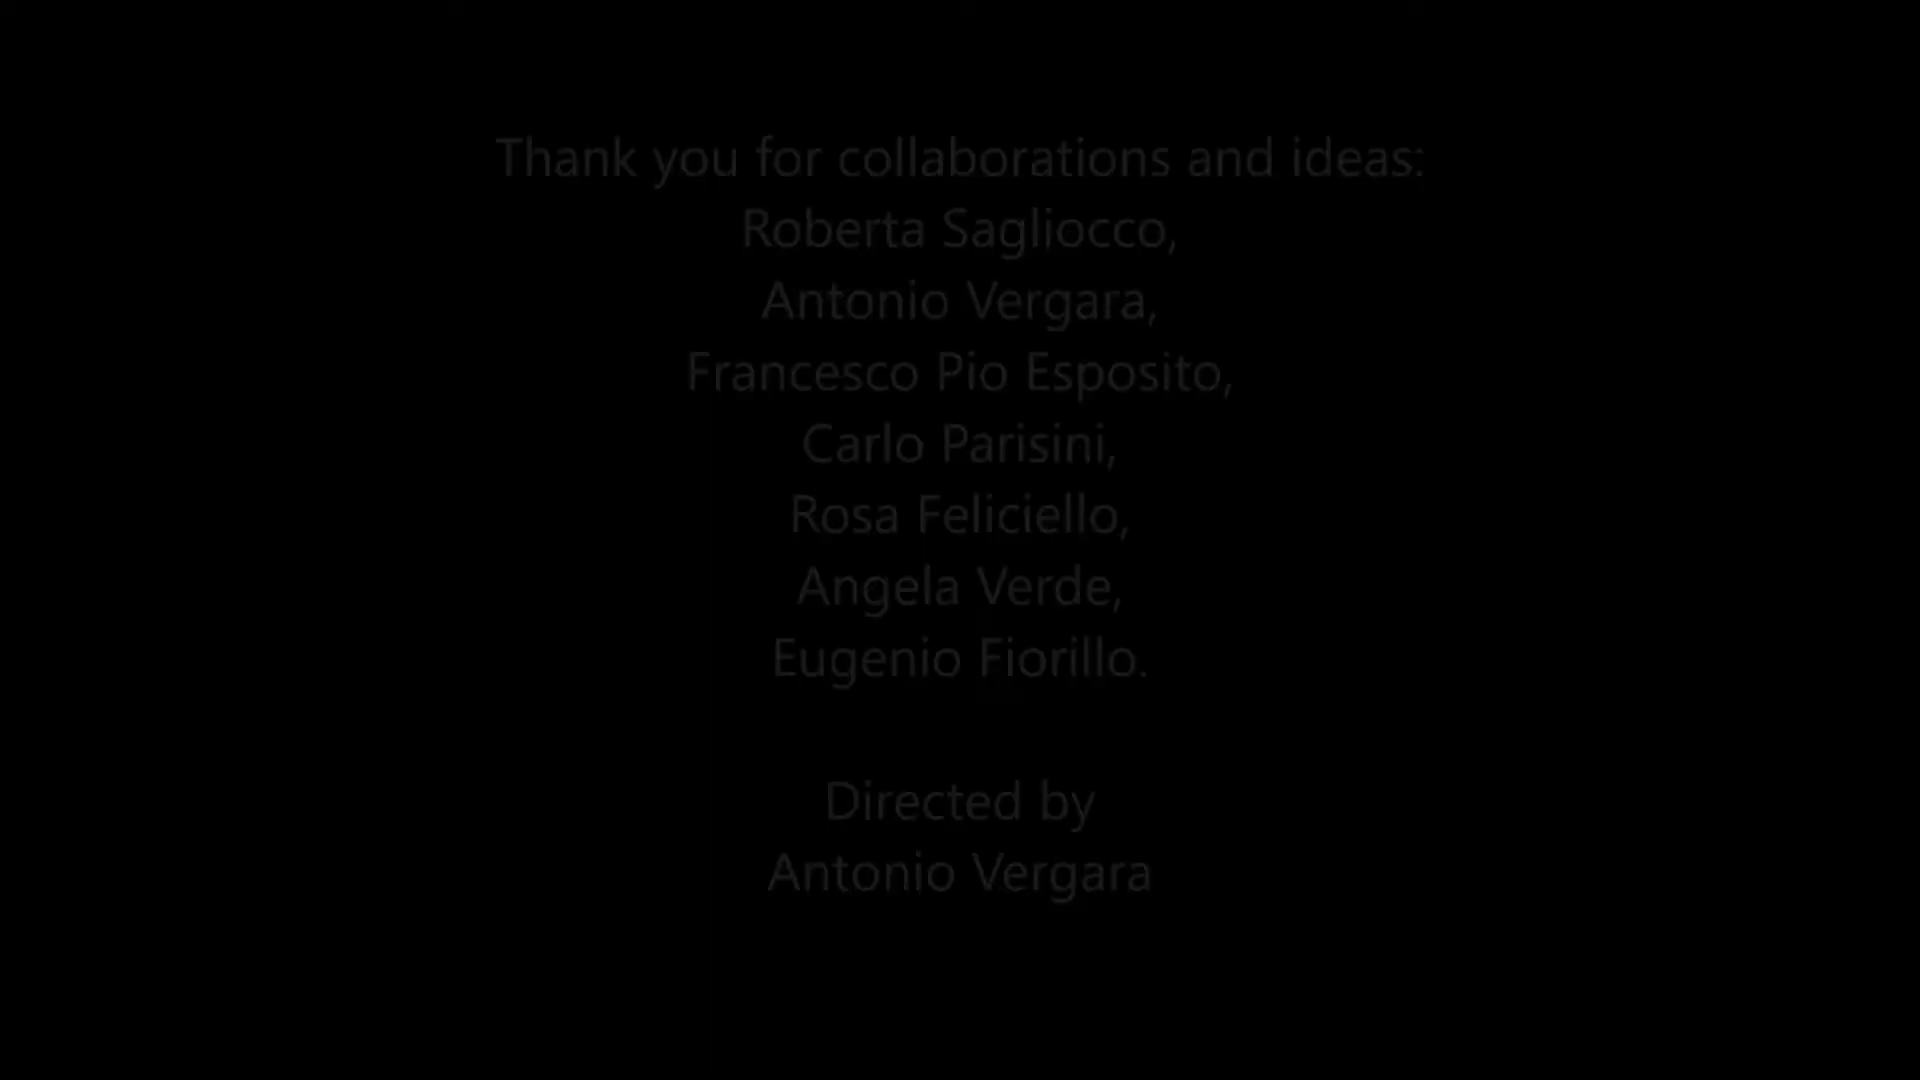 Thank you for collaborations and ideas:
Roberta Sagliocco,
Antonio Vergara,
Francesco Pio Esposito,
Carlo Parisini,
Rosa Feliciello,
Angela Verde,
Eugenio Fiorillo.
Directed by
Antonio Vergara